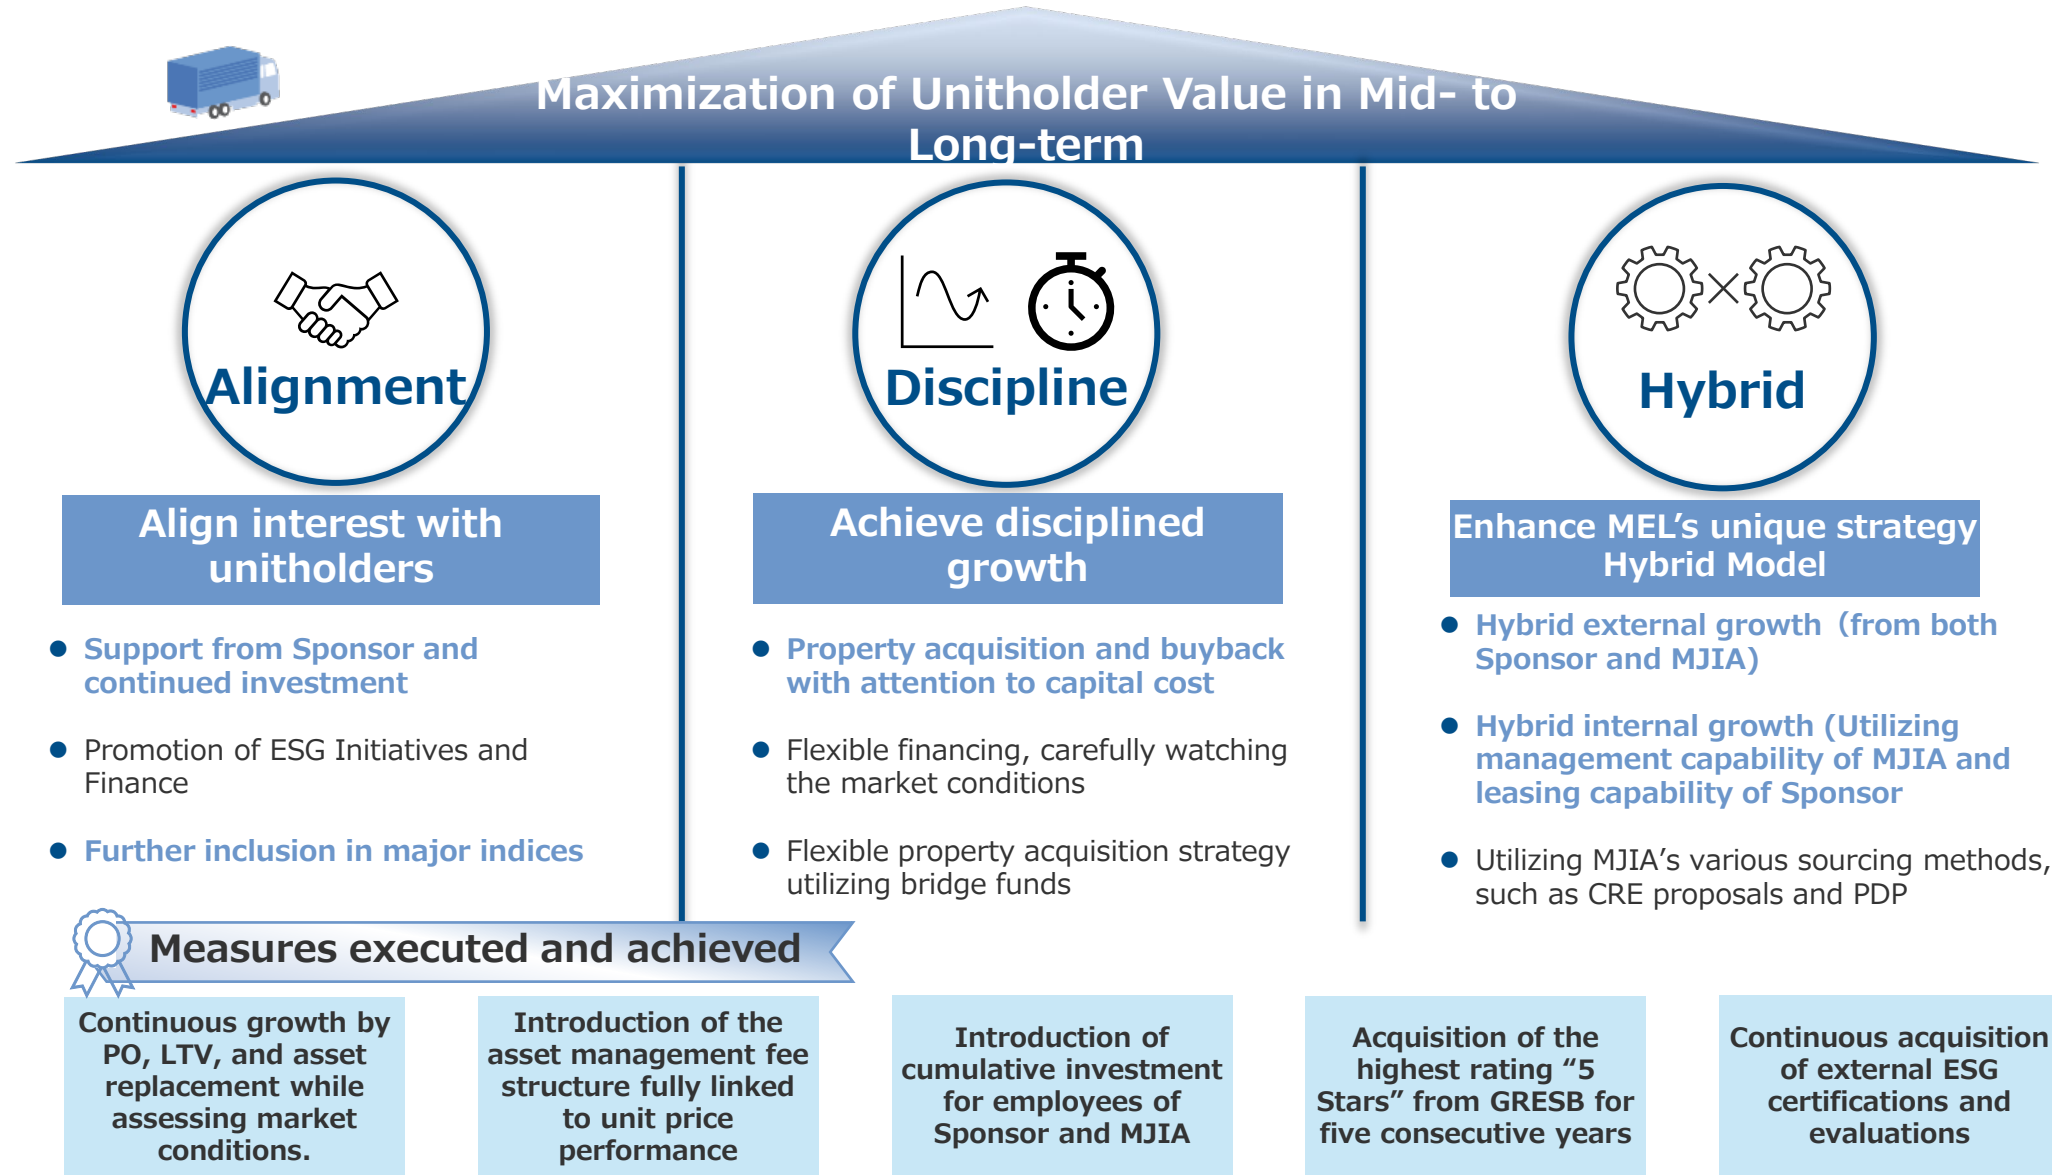 Maximization of Unitholder Value in Mid- to
Long-term
Alignment
Align interest with
unitholders
● Support from Sponsor and
continued investment
● Promotion of ESG Initiatives and
Finance
● Further inclusion in major indices
Discipline
Achieve disciplined
growth
● Property acquisition and buyback
with attention to capital cost
● Flexible financing, carefully watching
the market conditions
● Flexible property acquisition strategy
utilizing bridge funds
Hybrid
Enhance MEL’s unique strategy
Hybrid Model
● Hybrid external growth（from both
Sponsor and MJIA)
● Hybrid internal growth (Utilizing
management capability of MJIA and
leasing capability of Sponsor
● Utilizing MJIA’s various sourcing methods,
such as CRE proposals and PDP
Measures executed and achieved
Continuous growth by
PO, LTV, and asset
replacement while
assessing market
conditions.
Introduction of the
asset management fee
structure fully linked
to unit price
performance
Introduction of
cumulative investment
for employees of
Sponsor and MJIA
Acquisition of the
highest rating “5
Stars” from GRESB for
five consecutive years
Continuous acquisition
of external ESG
certifications and
evaluations